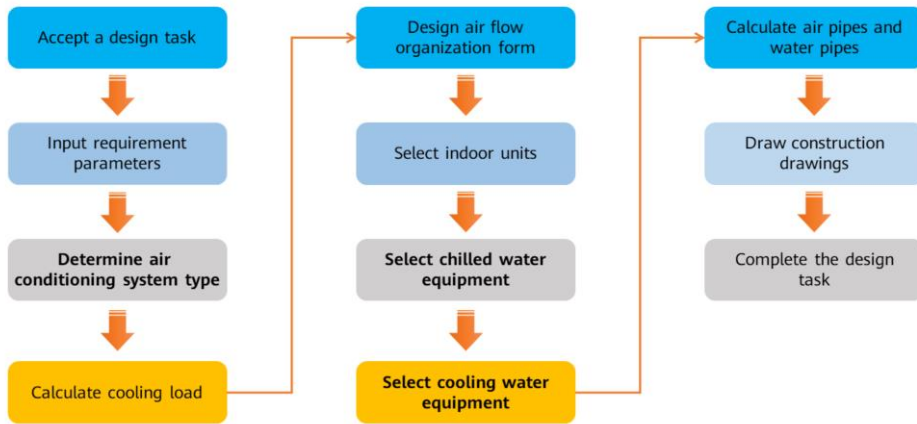 Accept a design task
Input requirement
parameters
Determine air
conditioning system type
Calculate cooling load
Design air flow
organization form
Select indoor units
Select chilled water
equipment
Select cooling water
equipment
Calculate air pipes and
water pipes
Draw construction
drawings
Complete the design
task